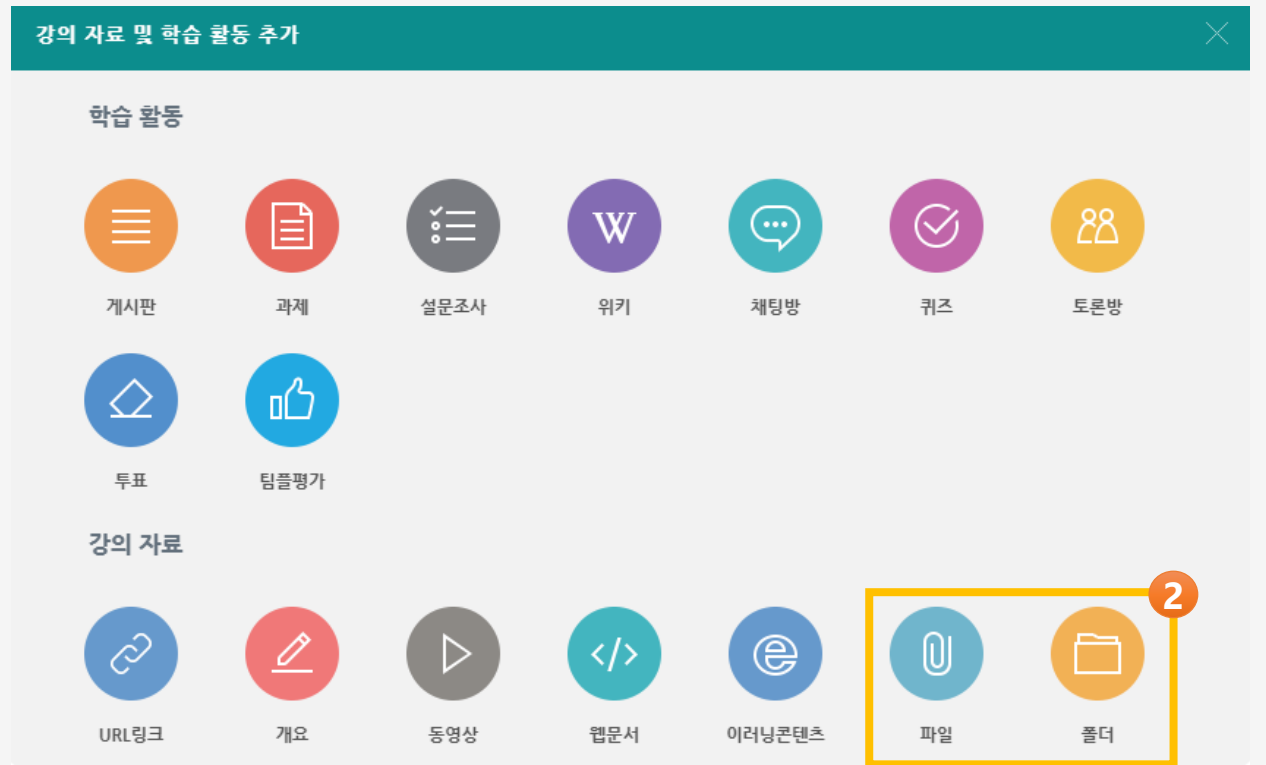 강의 자료 및 학습 활동 추가
학습 활동
게시판 과제 설문조사 위키 채팅방 퀴즈 토론방
투표 팀플평가
강의 자료
2
URL링크 개요 동영상 웹문서 이러닝콘텐츠 파일 폴더